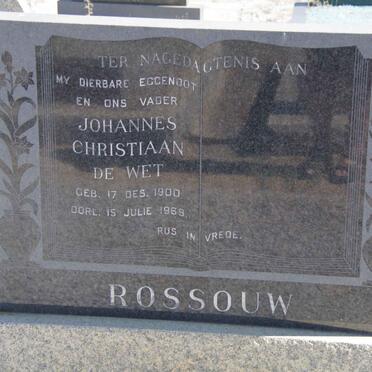 TER NAGEDAGTENIS AAN
MY DIERBARE EGGENOOT
EN ONS VADER
JOHANNES
CHRISTIAAN
DE WET
GEB. 17 DES. 1900
OORL. 15 JULIE 1969
RUS IN VREDE.
ROSSOUW